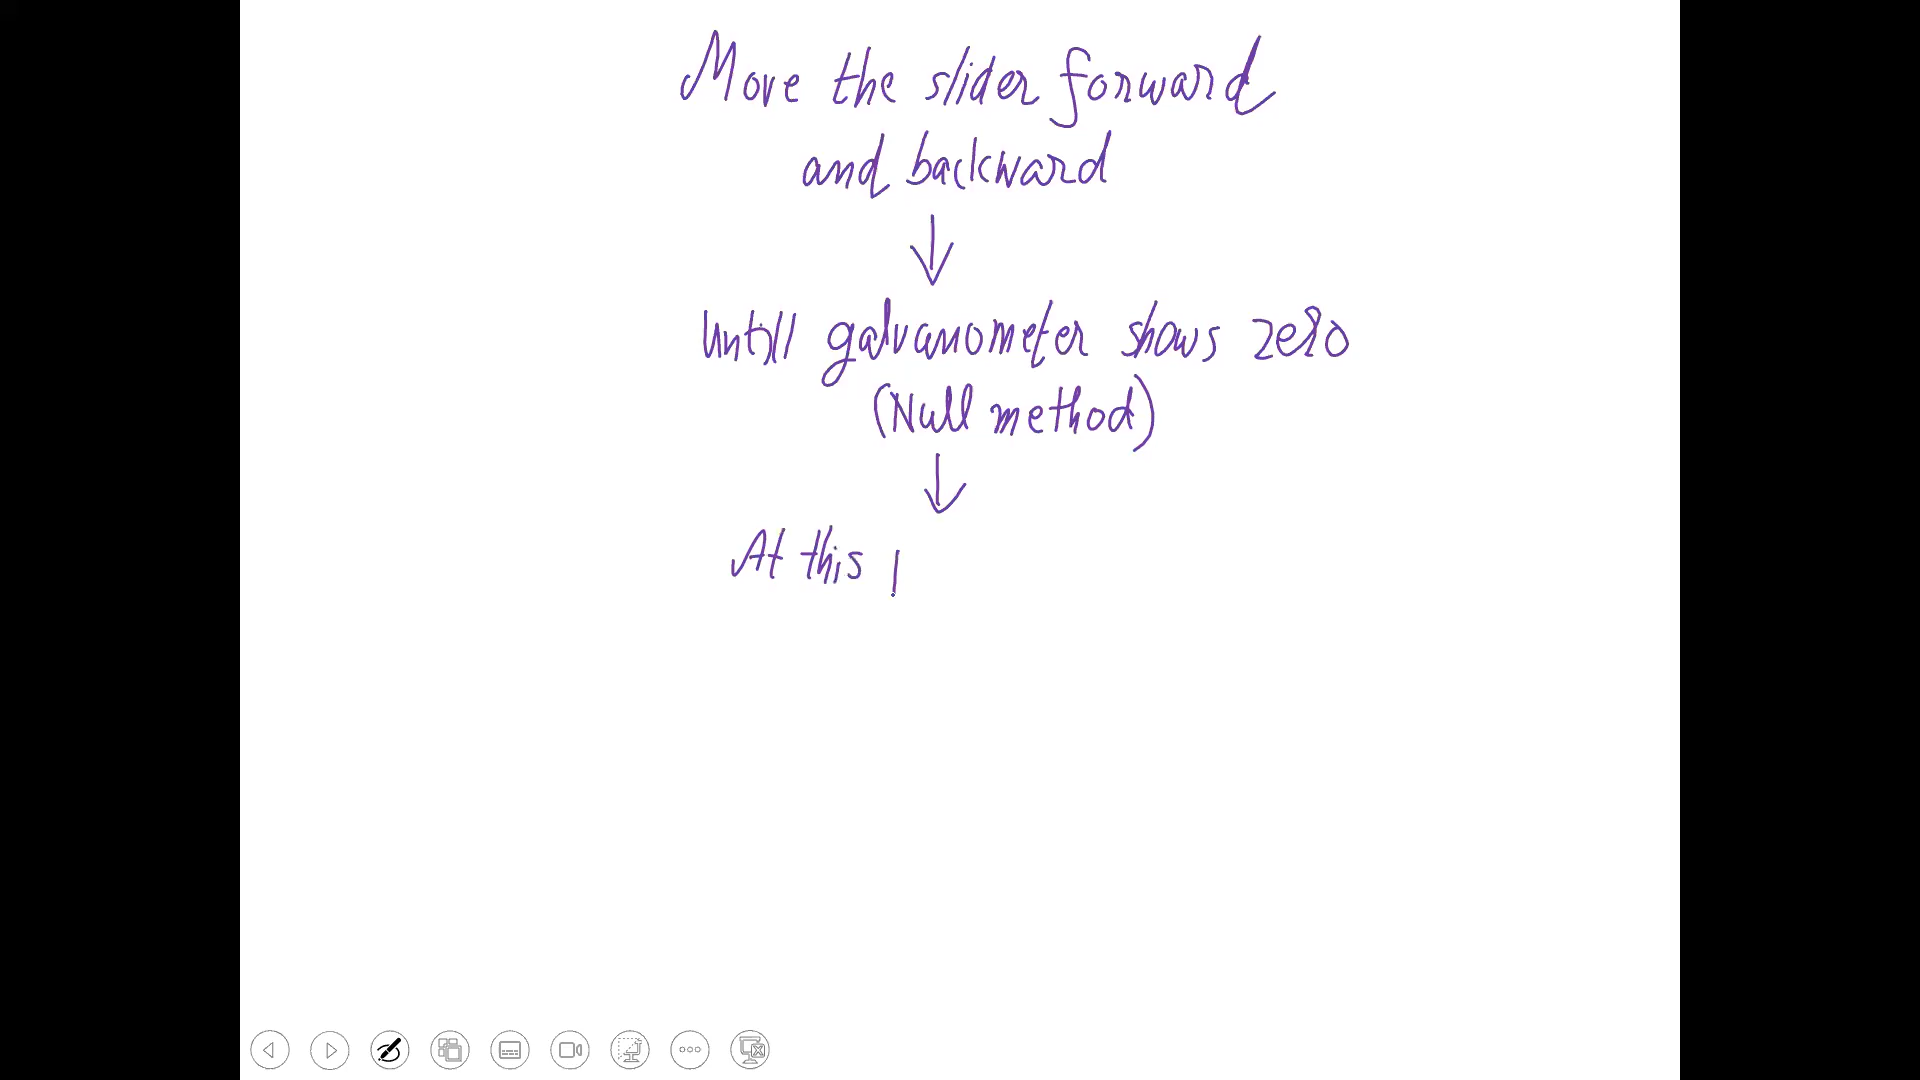 Move the slider forward
and backward
↓
Untill galvanometer shows zero
(Null method)
↓
At this